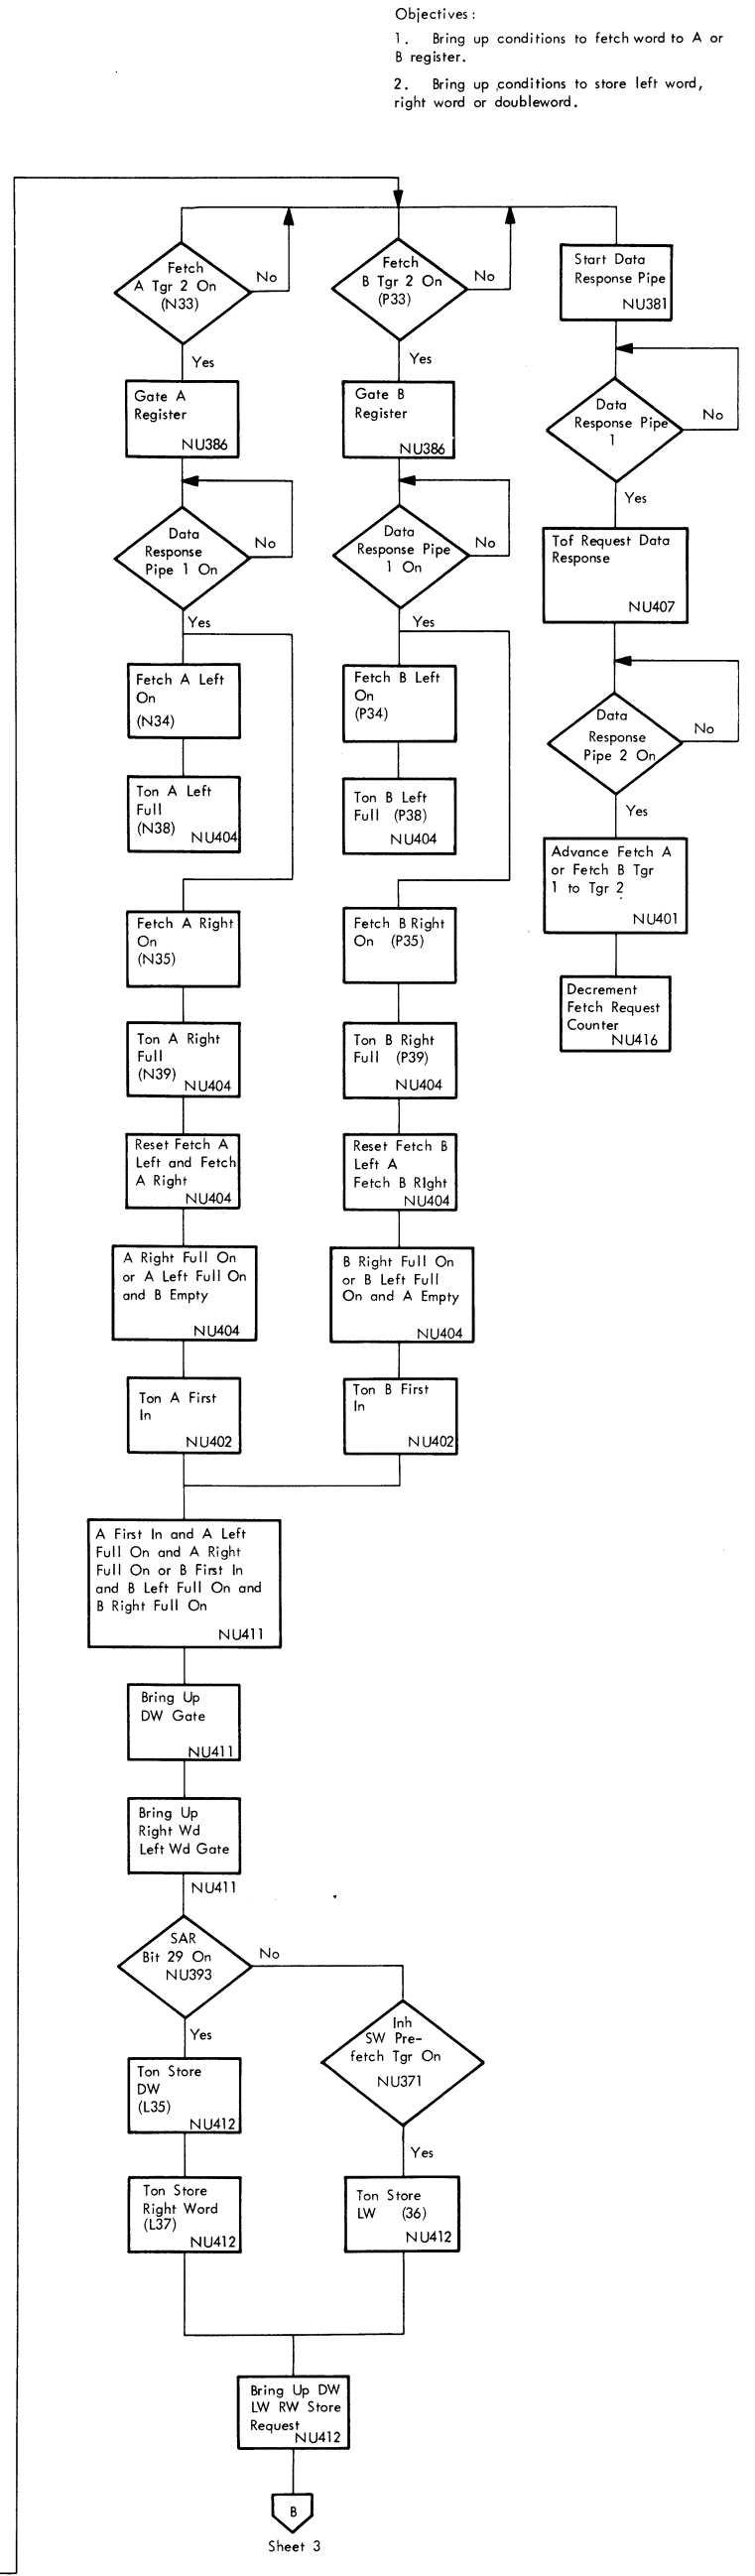 Objectives:
1. Bring up conditions to fetch word to A or
B register.
2. Bring up conditions to store left word,
right word or doubleword.
Fetch
A Tgr 2 On
(N33)
No
Yes
Gate A
Register
NU386
Data
Response
Pipe 1 On
No
Yes
Fetch A Left
On
(N34)
Ton A Left
Full
(N38)
NU404
Fetch A Right
On
(N35)
Ton A Right
Full
(N39)
NU404
Reset Fetch A
Left and Fetch
A Right
NU404
A Right Full On
or A Left Full On
and B Empty
NU404
Ton A First
In
NU402
Fetch
B Tgr 2 On
(P33)
No
Yes
Gate B
Register
NU386
Data
Response Pipe
1 On
No
Yes
Fetch B Left
On
(P34)
Ton B Left
Full (P38)
NU404
Fetch B Right
On (P35)
Ton B Right
Full (P39)
NU404
Reset Fetch B
Left A
Fetch B Right
NU404
B Right Full On
or B Left Full
On and A Empty
NU404
Ton B First
In
NU402
Start Data
Response Pipe
NU381
Data
Response Pipe
1
No
Yes
Tof Request Data
Response
NU407
Data
Response
Pipe 2 On
No
Yes
Advance Fetch A
or Fetch B Tgr
1 to Tgr 2
NU401
Decrement
Fetch Request
Counter
NU416
A First In and A Left
Full On and A Right
Full On or B First In
and B Left Full On and
B Right Full On
NU411
Bring Up
DW Gate
NU411
Bring Up
Right Wd
Left Wd Gate
NU411
SAR
Bit 29 On
NU393
No
Yes
Ton Store
DW
(L35)
NU412
Ton Store
Right Word
(L37)
NU412
Inh
SW Pre-
fetch Tgr On
NU371
Yes
Ton Store
LW (36)
NU412
Bring Up DW
LW RW Store
Request
NU412
B
Sheet 3